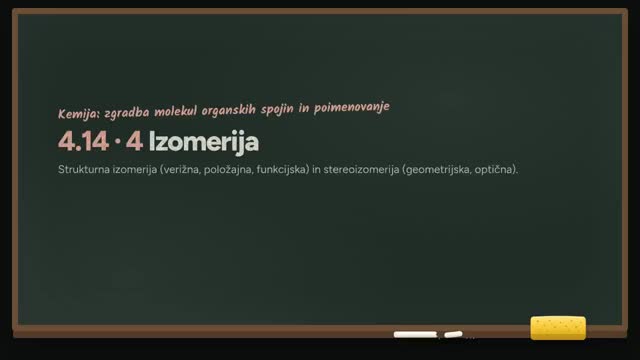 Kemija: zgradba molekul organskih spojin in poimenovanje
4.14 · 4 Izomerija
Strukturna izomerija (verižna, položajna, funkcijska) in stereoizomerija (geometrijska, optična).